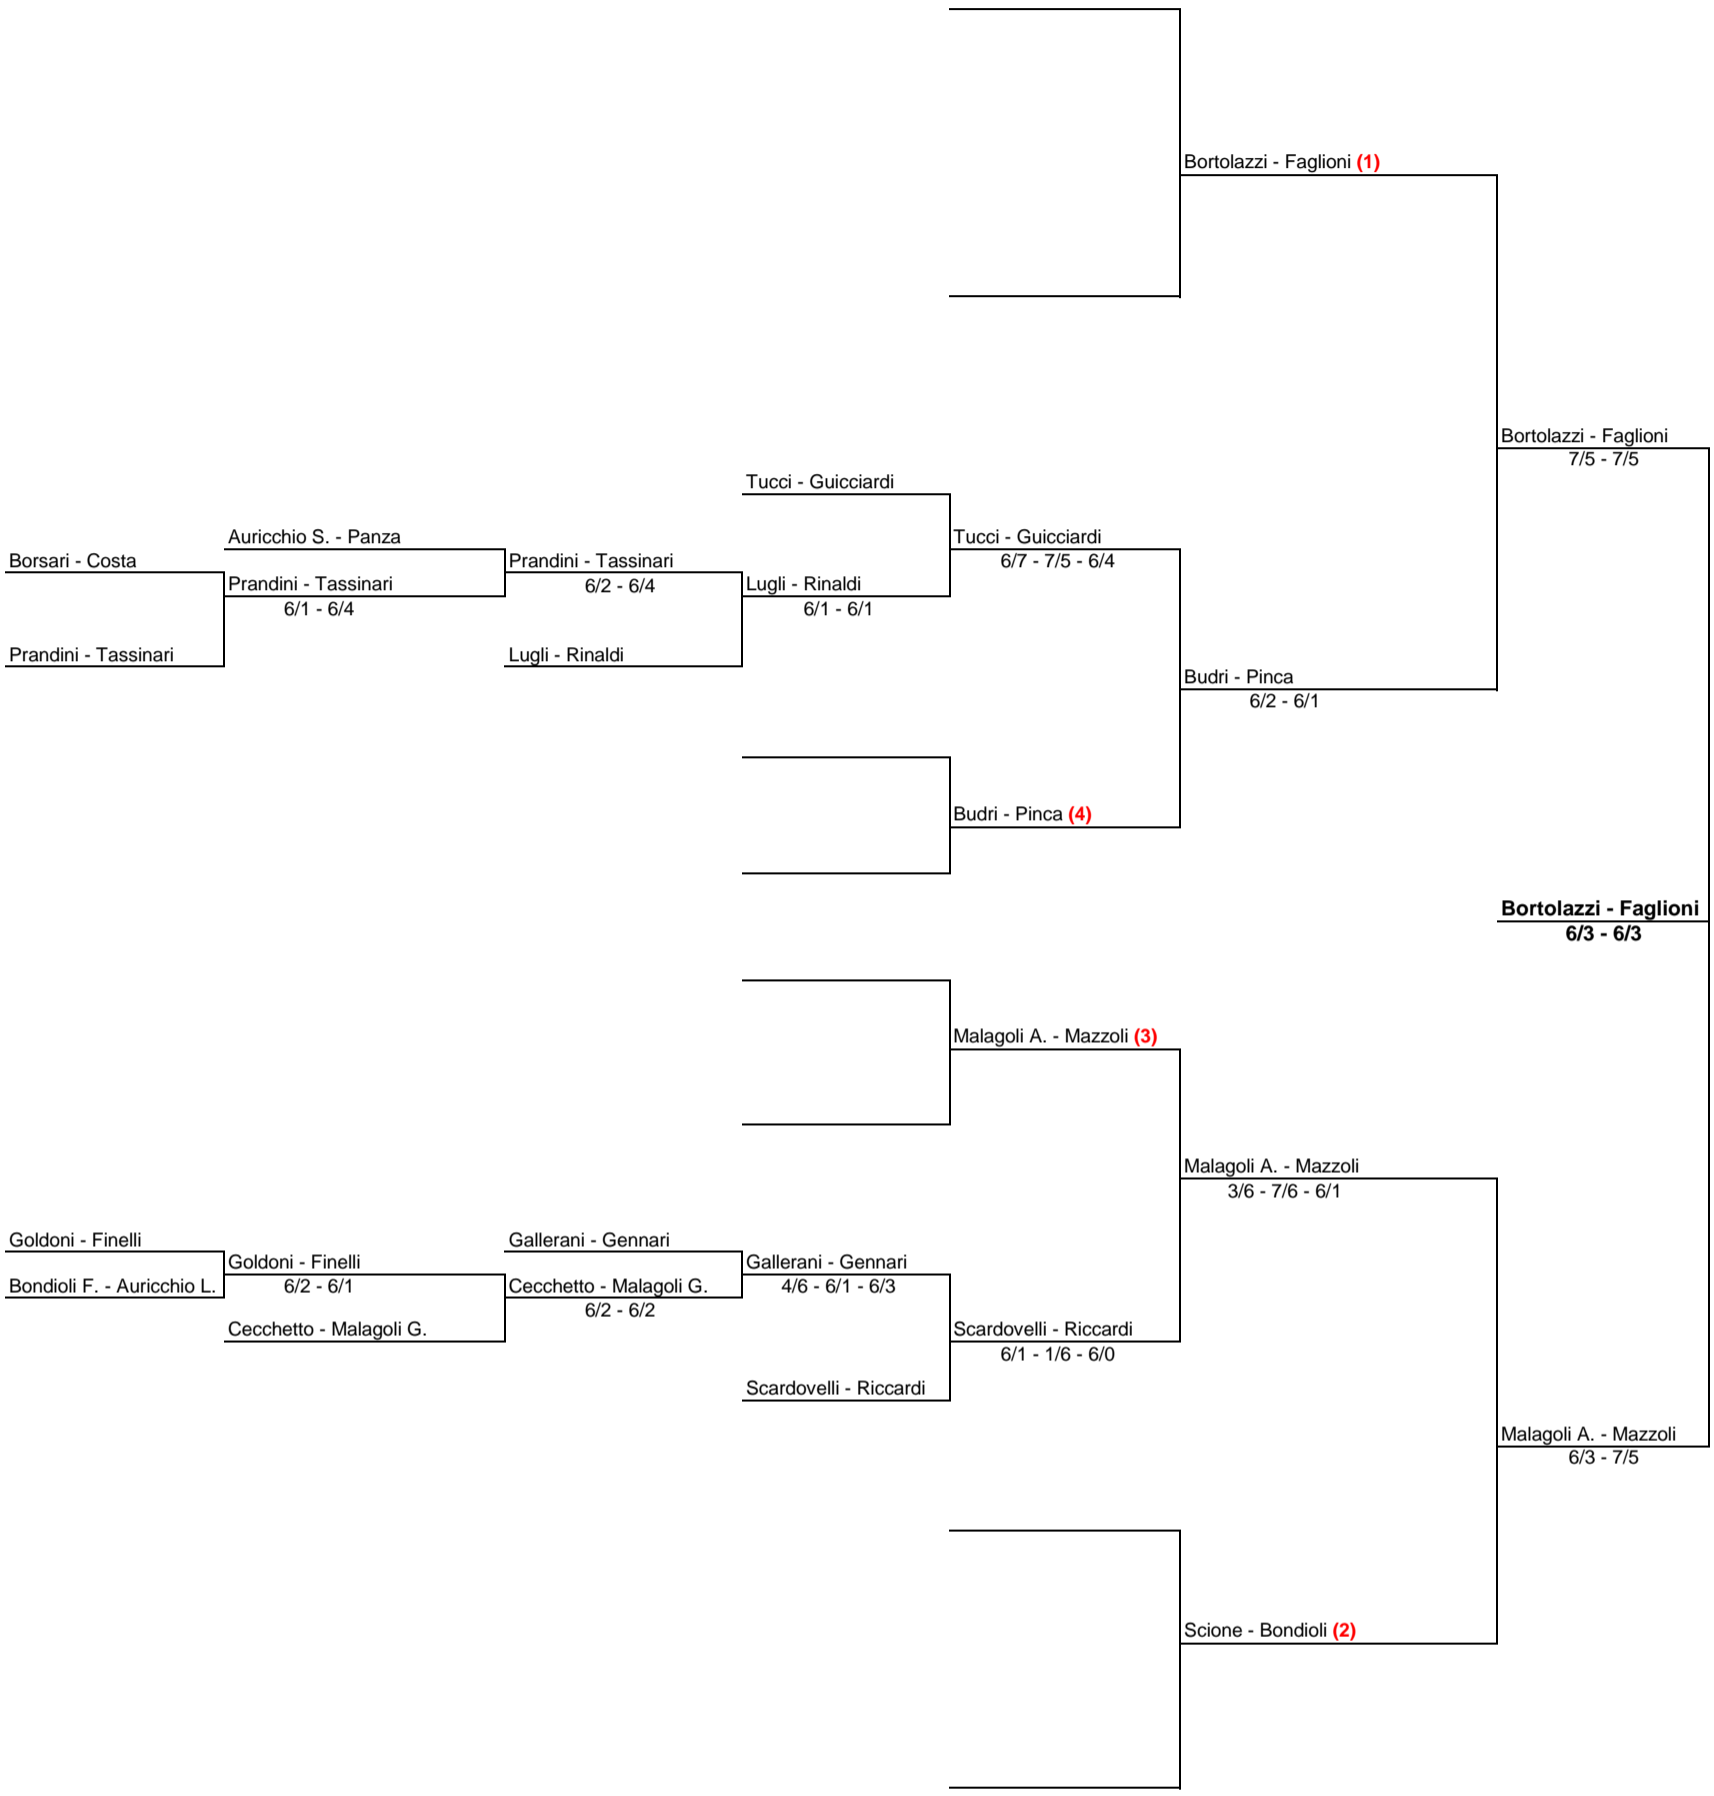 Bortolazzi - Faglioni (1)
Bortolazzi - Faglioni
7/5 - 7/5
Tucci - Guicciardi
Auricchio S. - Panza
Tucci - Guicciardi
Borsari - Costa
Prandini - Tassinari
6/7 - 7/5 - 6/4
Prandini - Tassinari
6/2 - 6/4
Lugli - Rinaldi
6/1 - 6/4
6/1 - 6/1
Prandini - Tassinari
Lugli - Rinaldi
Budri - Pinca
6/2 - 6/1
Budri - Pinca (4)
Bortolazzi - Faglioni
6/3 - 6/3
Malagoli A. - Mazzoli (3)
Malagoli A. - Mazzoli
3/6 - 7/6 - 6/1
Goldoni - Finelli
Gallerani - Gennari
Goldoni - Finelli
Gallerani - Gennari
Bondioli F. - Auricchio L.
6/2 - 6/1
Cecchetto - Malagoli G.
4/6 - 6/1 - 6/3
6/2 - 6/2
Cecchetto - Malagoli G.
Scardovelli - Riccardi
6/1 - 1/6 - 6/0
Scardovelli - Riccardi
Malagoli A. - Mazzoli
6/3 - 7/5
Scione - Bondioli (2)